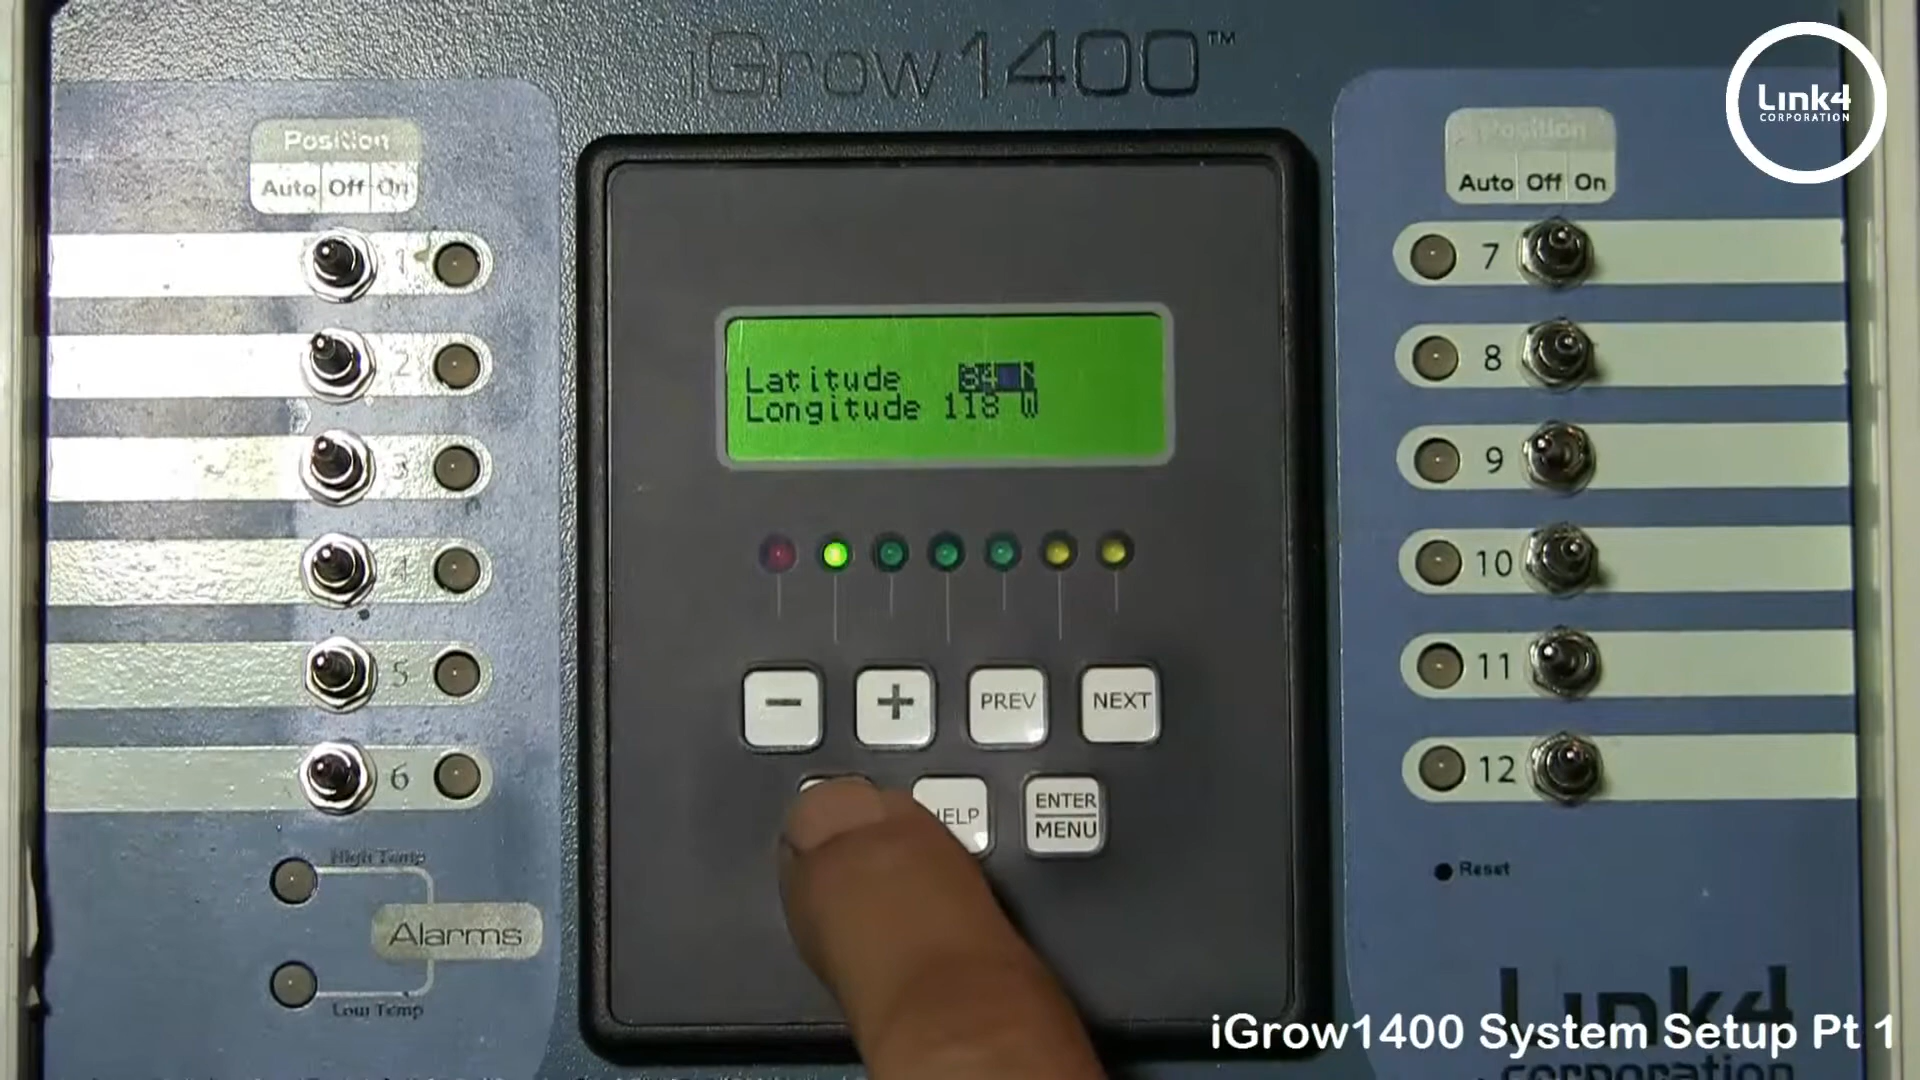 iGrow1400™
Link4
CORPORATION
Position
Auto Off On
Position
Auto Off On
1
2
3
4
5
6
7
8
9
10
11
12
Latitude 34 N
Longitude 118 W
− + PREV NEXT
HELP
ENTER
MENU
High Temp
Alarms
Low Temp
Reset
Link4
corporation
iGrow1400 System Setup Pt 1